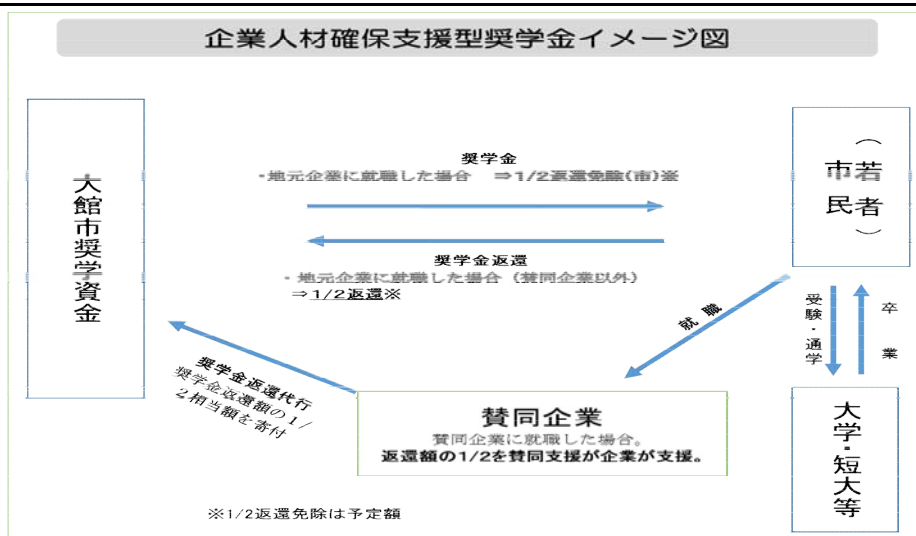 企業人材確保支援型奨学金イメージ図
大館市奨学資金
奨学金
・地元企業に就職した場合　⇒1/2返還免除(市)※
奨学金返還
・地元企業に就職した場合（賛同企業以外）
⇒1/2返還※
市民
（若者）
就職
受験・通学
卒業
奨学金返還代行
奨学金返還額の1/
2相当額を寄付
賛同企業
賛同企業に就職した場合。
返還額の1/2を賛同支援が企業が支援。
大学・短大等
※1/2返還免除は予定額